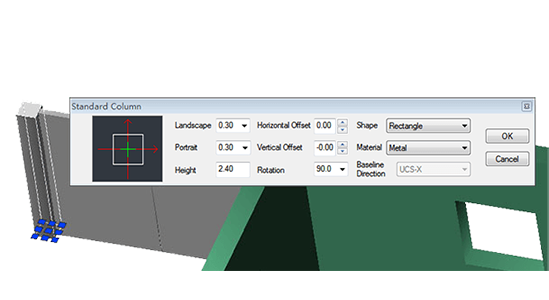 Standard Column
Landscape 0.30 Horizontal Offset 0.00 Shape Rectangle
Portrait 0.30 Vertical Offset -0.00 Material Metal
Height 2.40 Rotation 90.0 Baseline Direction UCS-X
OK
Cancel